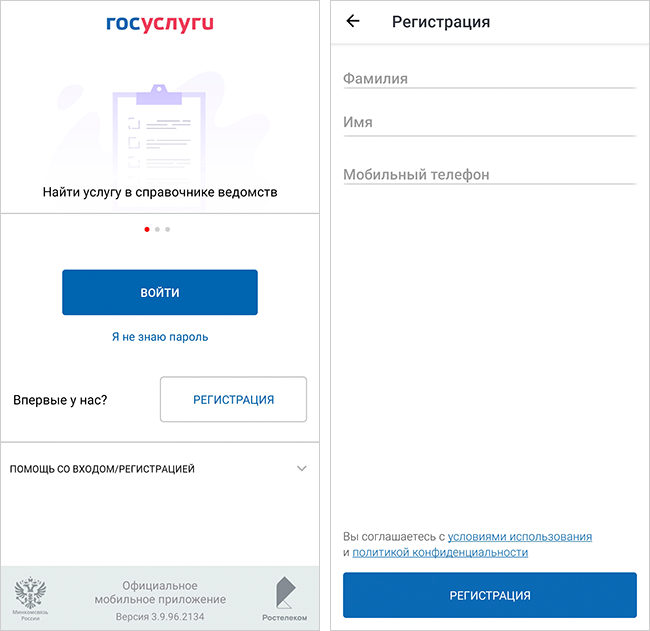 госуслуги
Найти услугу в справочнике ведомств
ВОЙТИ
Я не знаю пароль
Впервые у нас?
РЕГИСТРАЦИЯ
ПОМОЩЬ СО ВХОДОМ/РЕГИСТРАЦИЕЙ
Минкомсвязь
России
Официальное
мобильное приложение
Версия 3.9.96.2134
Ростелеком
Регистрация
Фамилия
Имя
Мобильный телефон
Вы соглашаетесь с условиями использования
и политикой конфиденциальности
РЕГИСТРАЦИЯ